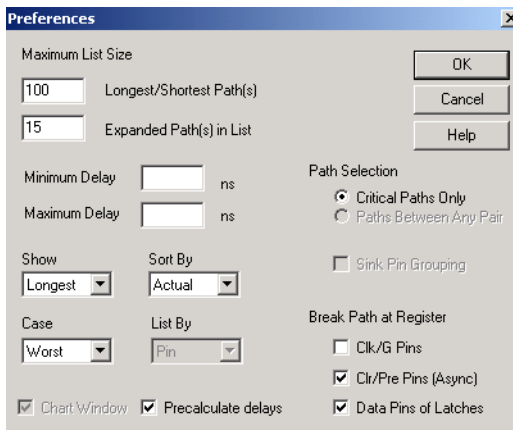 Preferences
Maximum List Size
100 Longest/Shortest Path(s)
15 Expanded Path(s) in List
OK
Cancel
Help
Minimum Delay ns
Maximum Delay ns
Path Selection
Critical Paths Only
Paths Between Any Pair
Sink Pin Grouping
Show
Longest
Sort By
Actual
Case
Worst
List By
Pin
Break Path at Register
Clk/G Pins
Clr/Pre Pins (Async)
Data Pins of Latches
Chart Window
Precalculate delays